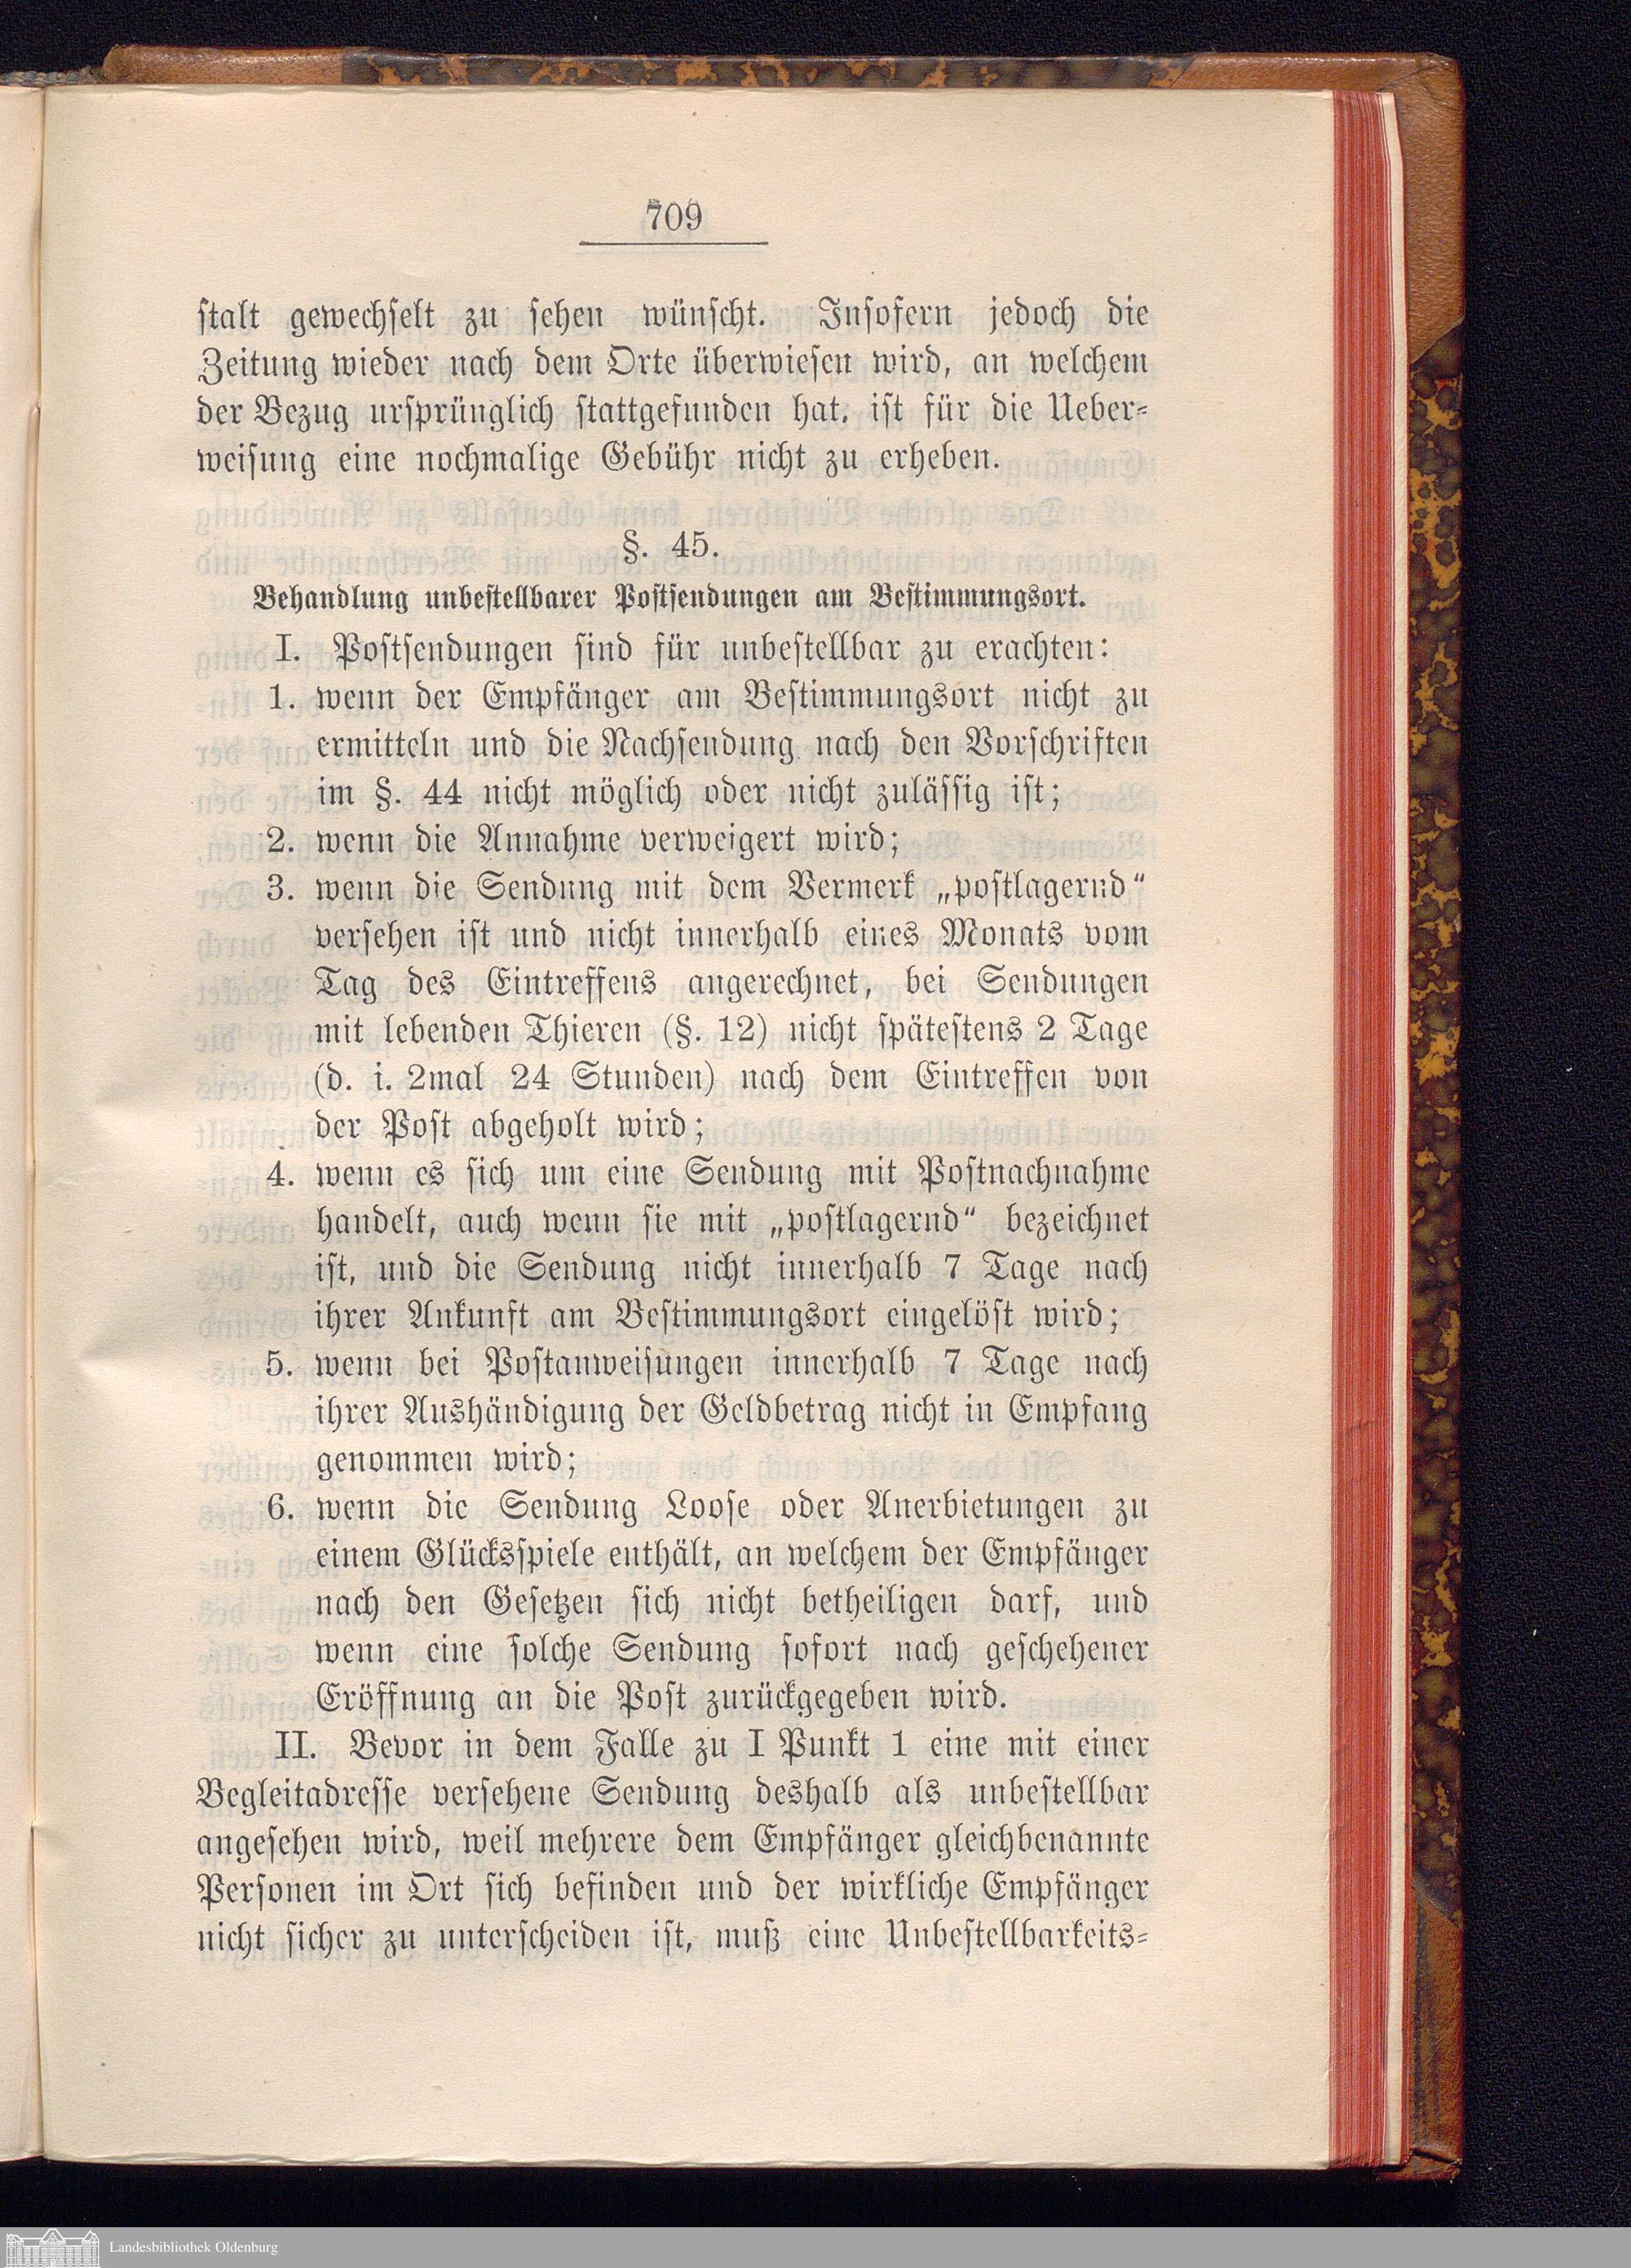 709
stalt gewechselt zu sehen wünscht. Insofern jedoch die
Zeitung wieder nach dem Orte überwiesen wird, an welchem
der Bezug ursprünglich stattgefunden hat, ist für die Ueber-
weisung eine nochmalige Gebühr nicht zu erheben.
§. 45.
Behandlung unbestellbarer Postsendungen am Bestimmungsort.
I. Postsendungen sind für unbestellbar zu erachten:
1. wenn der Empfänger am Bestimmungsort nicht zu
ermitteln und die Nachsendung nach den Vorschriften
im §. 44 nicht möglich oder nicht zulässig ist;
2. wenn die Annahme verweigert wird;
3. wenn die Sendung mit dem Vermerk „postlagernd“
versehen ist und nicht innerhalb eines Monats vom
Tag des Eintreffens angerechnet, bei Sendungen
mit lebenden Thieren (§. 12) nicht spätestens 2 Tage
(d. i. 2mal 24 Stunden) nach dem Eintreffen von
der Post abgeholt wird;
4. wenn es sich um eine Sendung mit Postnachnahme
handelt, auch wenn sie mit „postlagernd“ bezeichnet
ist, und die Sendung nicht innerhalb 7 Tage nach
ihrer Ankunft am Bestimmungsort eingelöst wird;
5. wenn bei Postanweisungen innerhalb 7 Tage nach
ihrer Aushändigung der Geldbetrag nicht in Empfang
genommen wird;
6. wenn die Sendung Loose oder Anerbietungen zu
einem Glücksspiele enthält, an welchem der Empfänger
nach den Gesetzen sich nicht betheiligen darf, und
wenn eine solche Sendung sofort nach geschehener
Eröffnung an die Post zurückgegeben wird.
II. Bevor in dem Falle zu I Punkt 1 eine mit einer
Begleitadresse versehene Sendung deshalb als unbestellbar
angesehen wird, weil mehrere dem Empfänger gleichbenannte
Personen im Ort sich befinden und der wirkliche Empfänger
nicht sicher zu unterscheiden ist, muß eine Unbestellbarkeits-
Landesbibliothek Oldenburg